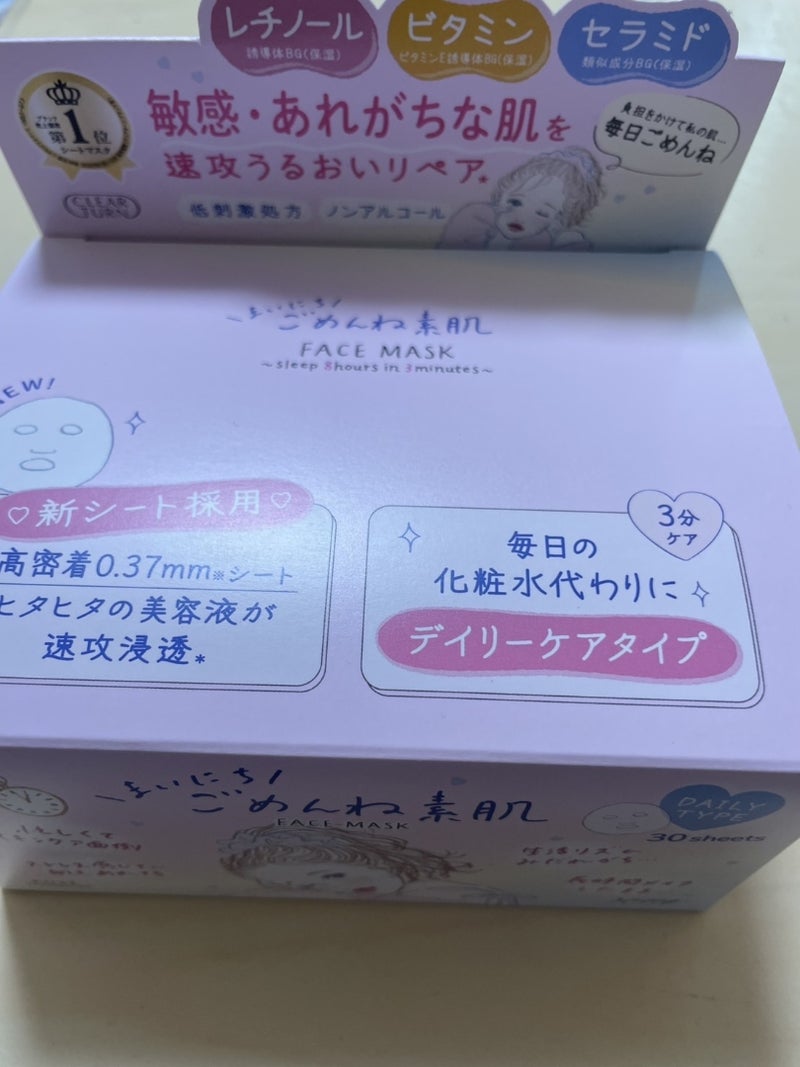 レチノール
誘導体BG(保湿)
ビタミン
ビタミンE誘導体BG(保湿)
セラミド
類似成分BG(保湿)
第1位
シートマスク
敏感・あれがちな肌を
速攻うるおいリペア*
負担をかけて私の肌…
毎日ごめんね
CLEAR
TURN
低刺激処方 ノンアルコール
まいにち
ごめんね素肌
FACE MASK
~sleep 8hours in 3minutes~
NEW!
♡新シート採用♡
高密着0.37mm※シート
ヒタヒタの美容液が
速攻浸透*
3分
ケア
毎日の
化粧水代わりに
デイリーケアタイプ
まいにち
ごめんね素肌
FACE MASK
DAILY
TYPE
30sheets
忙しくて